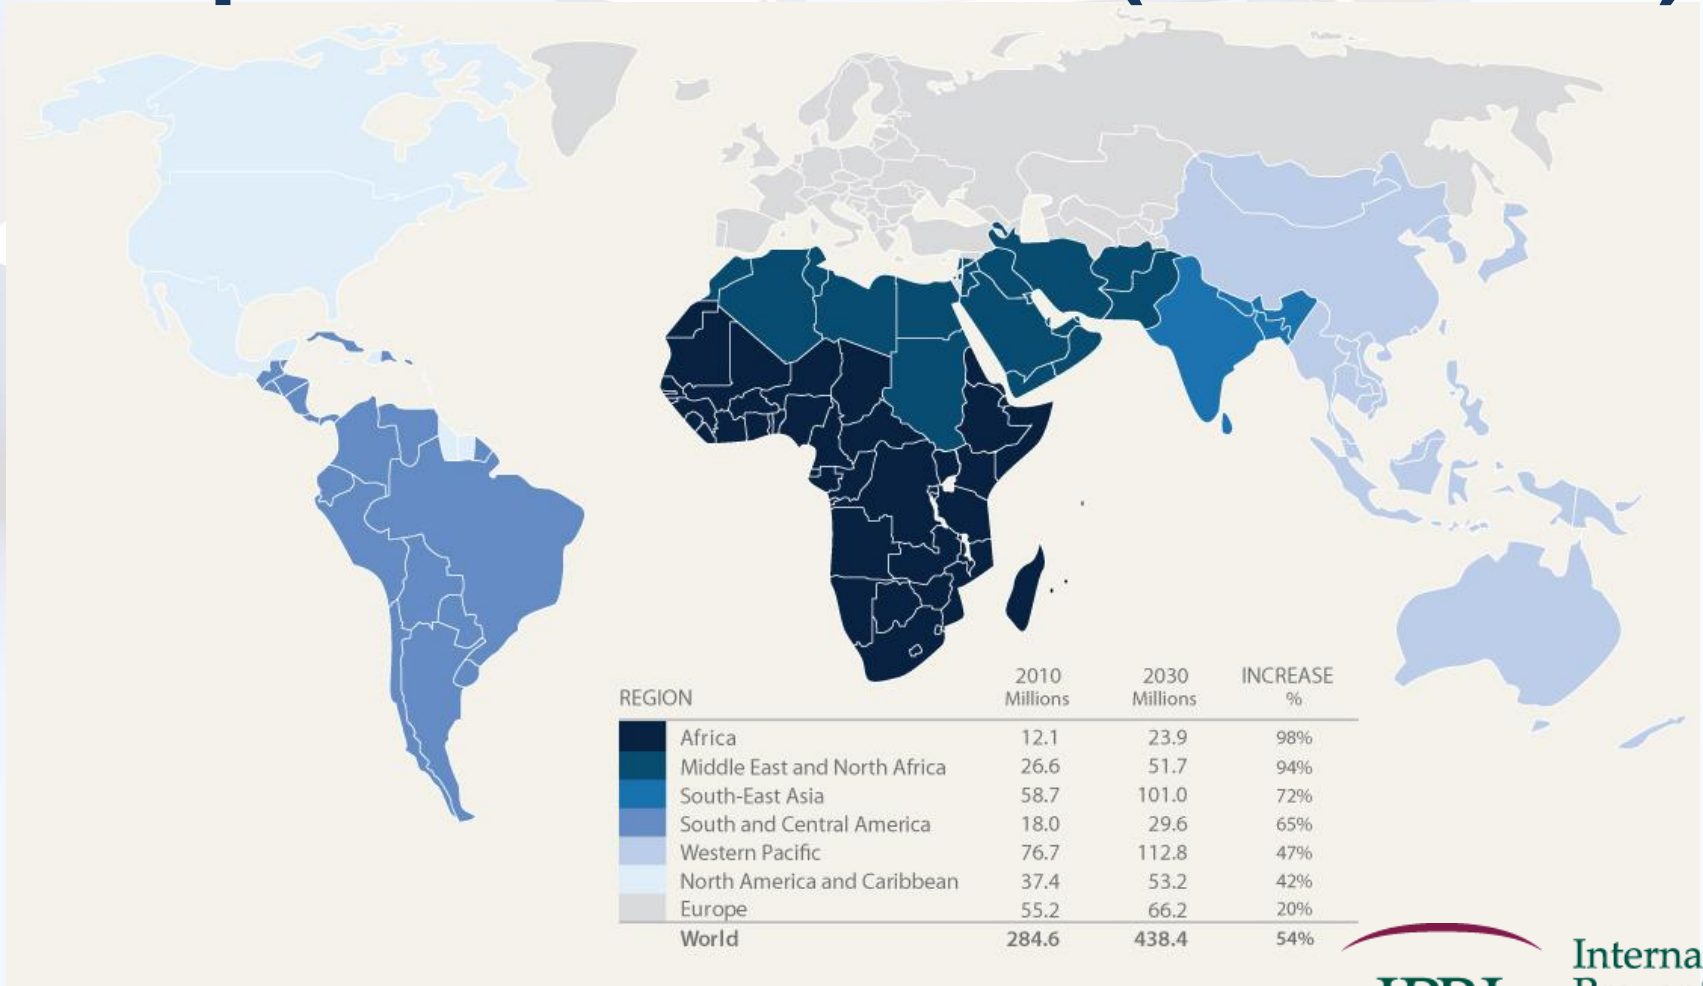 2010 2030 INCREASE
REGION Millions Millions %
Africa 12.1 23.9 98%
Middle East and North Africa 26.6 51.7 94%
South-East Asia 58.7 101.0 72%
South and Central America 18.0 29.6 65%
Western Pacific 76.7 112.8 47%
North America and Caribbean 37.4 53.2 42%
Europe 55.2 66.2 20%
World 284.6 438.4 54%
Interna